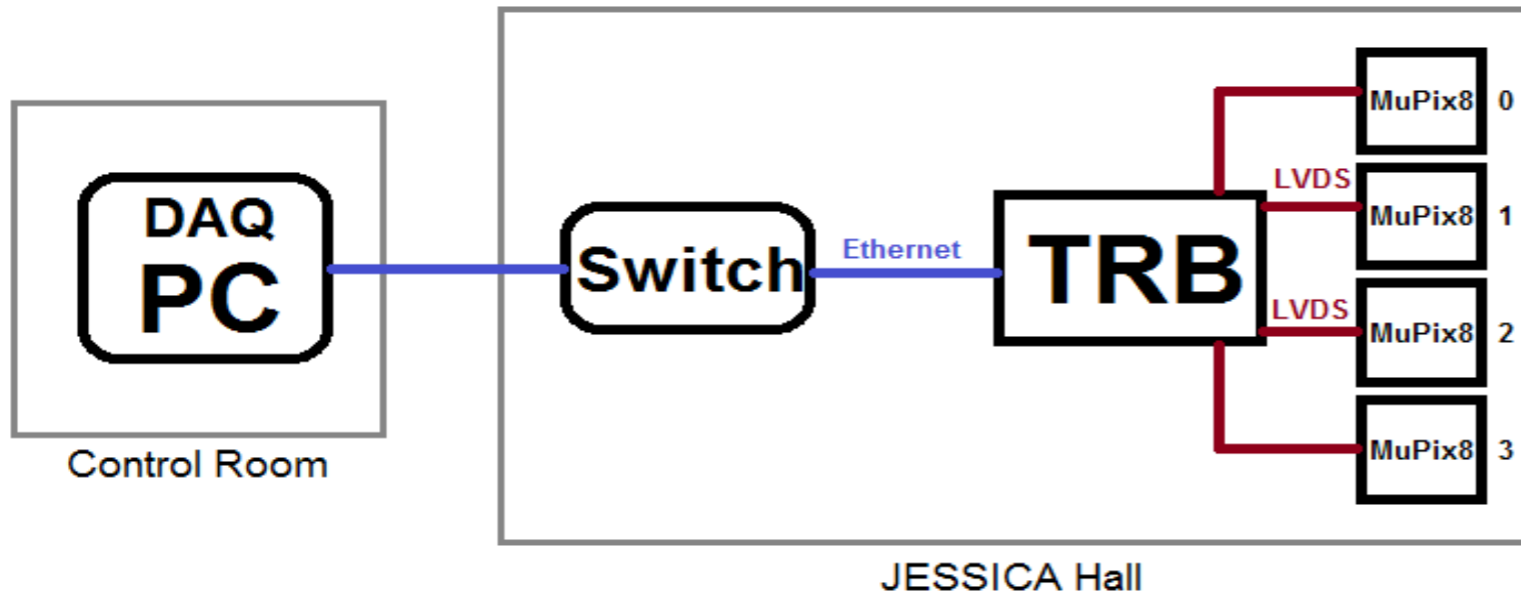 DAQ
PC
Control Room
Switch
Ethernet
TRB
LVDS
LVDS
MuPix8 0
MuPix8 1
MuPix8 2
MuPix8 3
JESSICA Hall